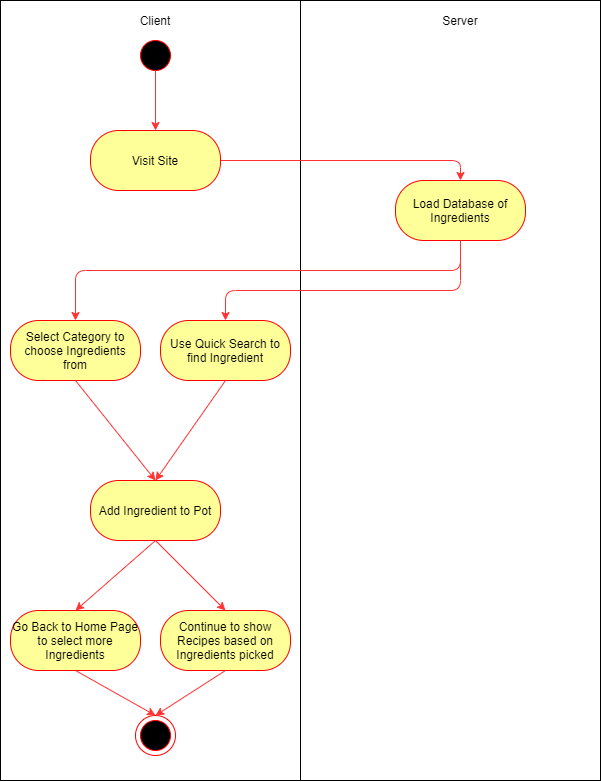 Client
Server
Visit Site
Load Database of
Ingredients
Select Category to
choose Ingredients
from
Use Quick Search to
find Ingredient
Add Ingredient to Pot
Go Back to Home Page
to select more
Ingredients
Continue to show
Recipes based on
Ingredients picked